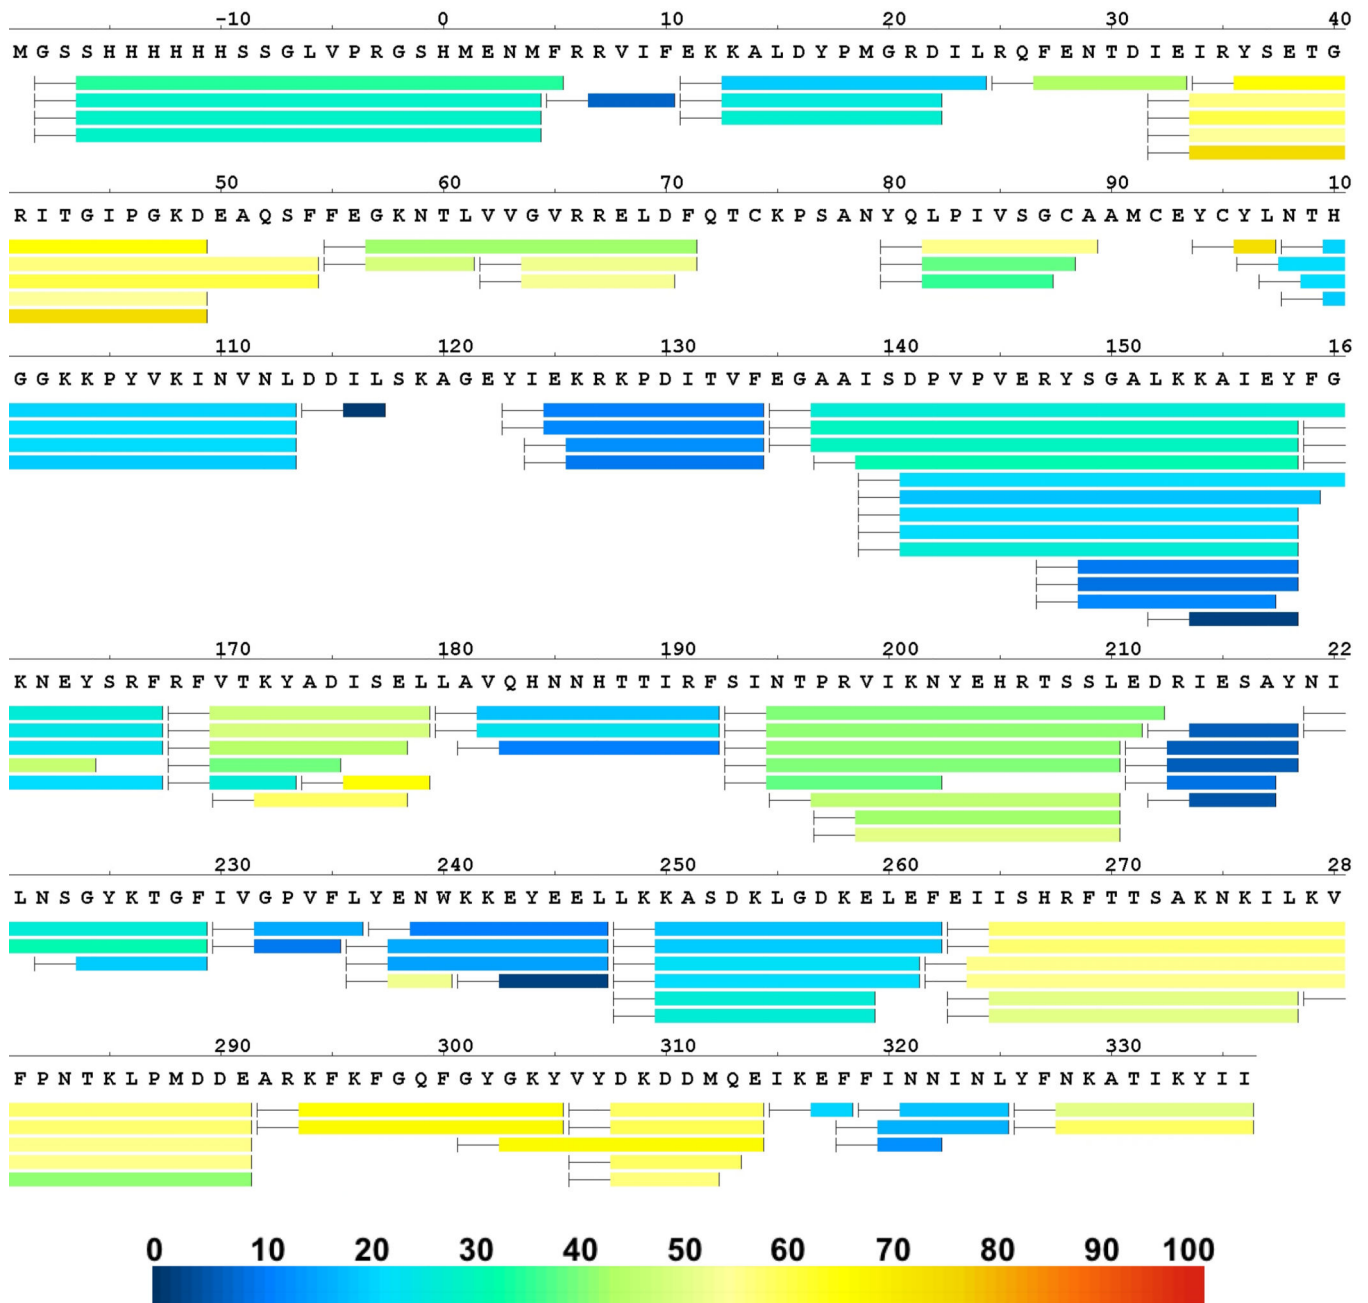 -10 0 10 20 30 40
M G S S H H H H H H S S G L V P R G S H M E N M F R R V I F E K K A L D Y P M G R D I L R Q F E N T D I E I R Y S E T G
50 60 70 80 90 10
R I T G I P G K D E A Q S F F E G K N T L V V G V R R E L D F Q T C K P S A N Y Q L P I V S G C A A M C E Y C Y L N T H
110 120 130 140 150 16
G G K K P Y V K I N V N L D D I L S K A G E Y I E K R K P D I T V F E G A A I S D P V P V E R Y S G A L K K A I E Y F G
170 180 190 200 210 22
K N E Y S R F R F V T K Y A D I S E L L A V Q H N N H T T I R F S I N T P R V I K N Y E H R T S S L E D R I E S A Y N I
230 240 250 260 270 28
L N S G Y K T G F I V G P V F L Y E N W K K E Y E E L L K K A S D K L G D K E L E F E I I S H R F T T S A K N K I L K V
290 300 310 320 330
F P N T K L P M D D E A R K F K F G Q F G Y G K Y V Y D K D D M Q E I K E F F I N N I N L Y F N K A T I K Y I I
0 10 20 30 40 50 60 70 80 90 100